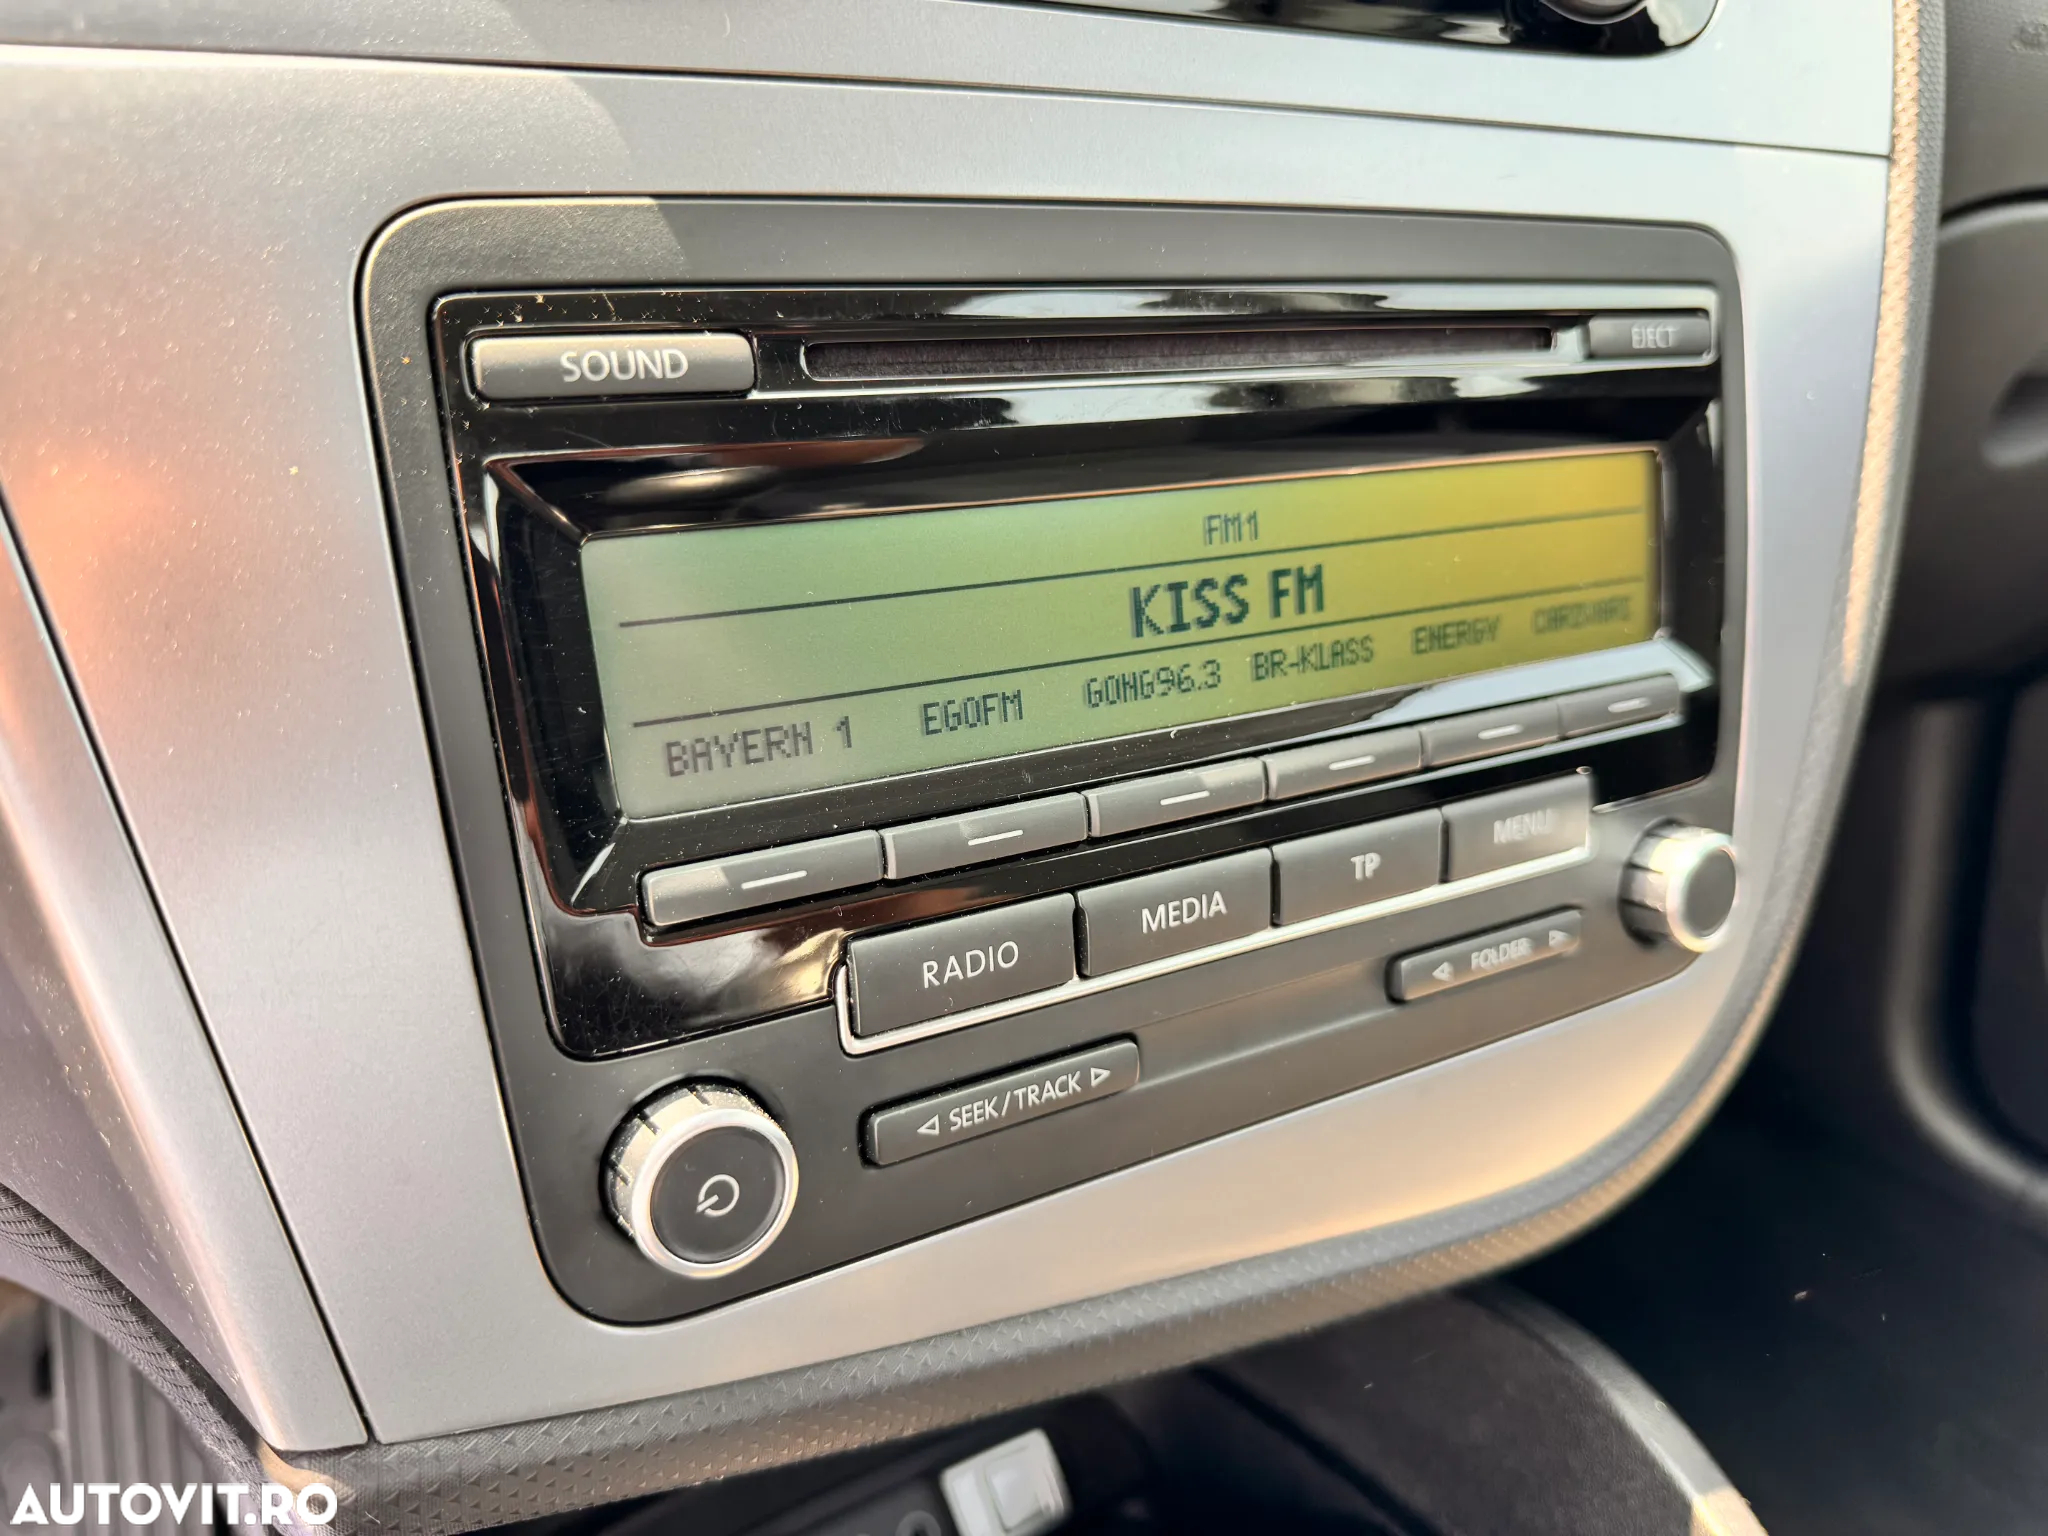 SOUND
EJECT
FM1
KISS FM
BAYERN 1 EGOFM GONG96.3 BR-KLASS ENERGY
RADIO MEDIA TP MENU
FOLDER
SEEK/TRACK
AUTOVIT.RO